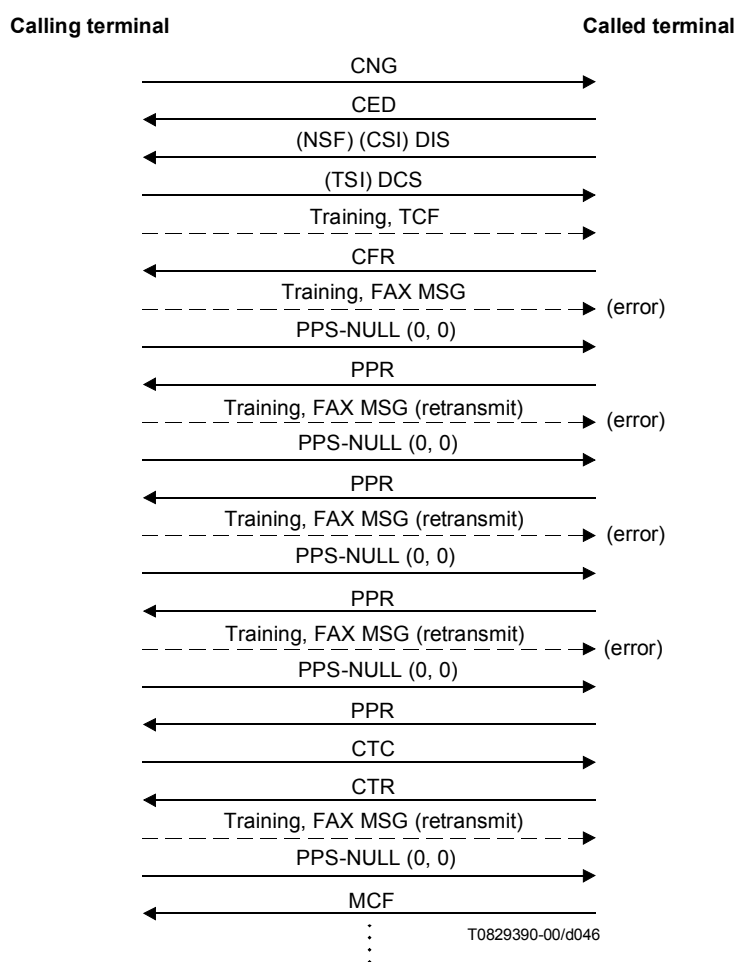 Calling terminal Called terminal
CNG
CED
(NSF) (CSI) DIS
(TSI) DCS
Training, TCF
CFR
Training, FAX MSG (error)
PPS-NULL (0, 0)
PPR
Training, FAX MSG (retransmit) (error)
PPS-NULL (0, 0)
PPR
Training, FAX MSG (retransmit) (error)
PPS-NULL (0, 0)
PPR
Training, FAX MSG (retransmit) (error)
PPS-NULL (0, 0)
PPR
CTC
CTR
Training, FAX MSG (retransmit)
PPS-NULL (0, 0)
MCF
T0829390-00/d046